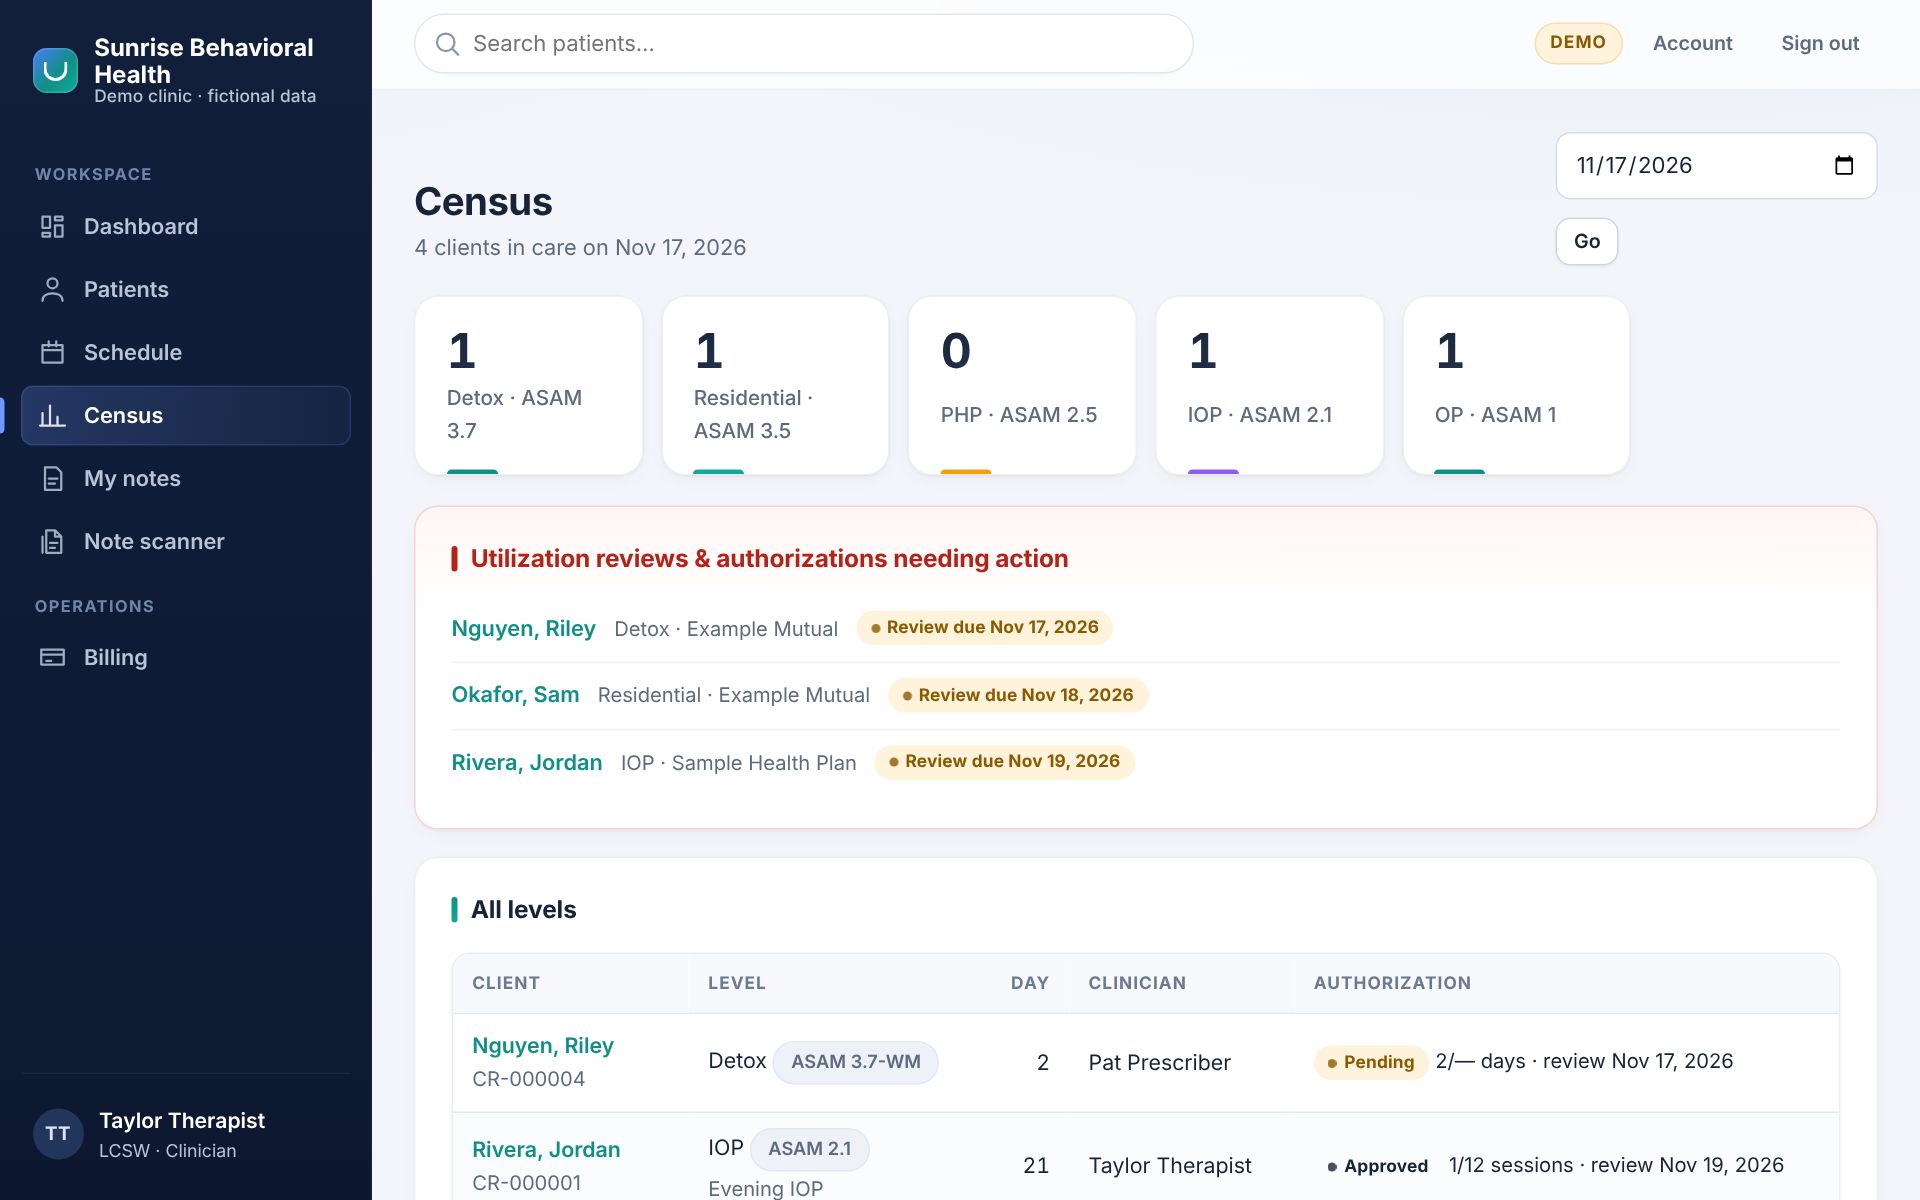 Sunrise Behavioral
Health
Demo clinic · fictional data
WORKSPACE
Dashboard
Patients
Schedule
Census
My notes
Note scanner
OPERATIONS
Billing
TT
Taylor Therapist
LCSW · Clinician
Search patients...
DEMO
Account
Sign out
Census
4 clients in care on Nov 17, 2026
11/17/2026
Go
1
Detox · ASAM
3.7
1
Residential ·
ASAM 3.5
0
PHP · ASAM 2.5
1
IOP · ASAM 2.1
1
OP · ASAM 1
Utilization reviews & authorizations needing action
Nguyen, Riley Detox · Example Mutual Review due Nov 17, 2026
Okafor, Sam Residential · Example Mutual Review due Nov 18, 2026
Rivera, Jordan IOP · Sample Health Plan Review due Nov 19, 2026
All levels
CLIENT LEVEL DAY CLINICIAN AUTHORIZATION
Nguyen, Riley
CR-000004
Detox ASAM 3.7-WM
2
Pat Prescriber
Pending 2/— days · review Nov 17, 2026
Rivera, Jordan
CR-000001
IOP ASAM 2.1
Evening IOP
21
Taylor Therapist
Approved 1/12 sessions · review Nov 19, 2026